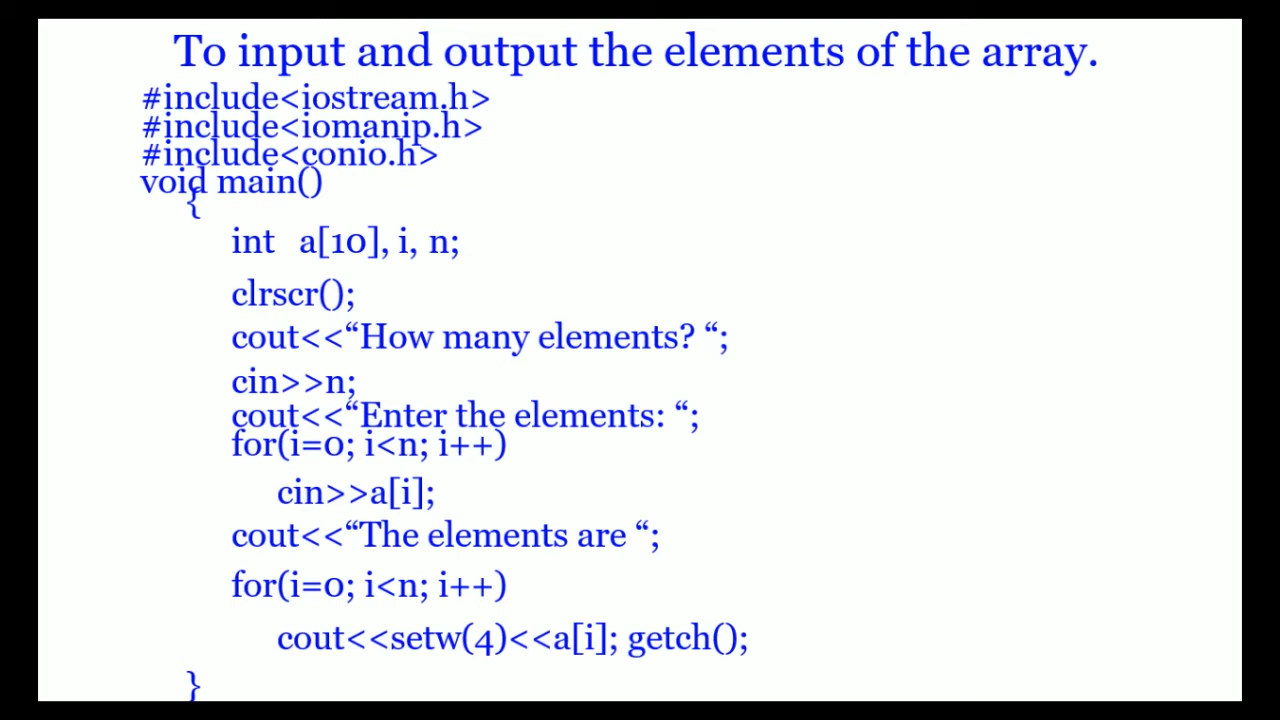 To input and output the elements of the array.
#include<iostream.h>
#include<iomanip.h>
#include<conio.h>
void main()
{
int a[10], i, n;
clrscr();
cout<<“How many elements? “;
cin>>n;
cout<<“Enter the elements: “;
for(i=0; i<n; i++)
cin>>a[i];
cout<<“The elements are “;
for(i=0; i<n; i++)
cout<<setw(4)<<a[i]; getch();
}